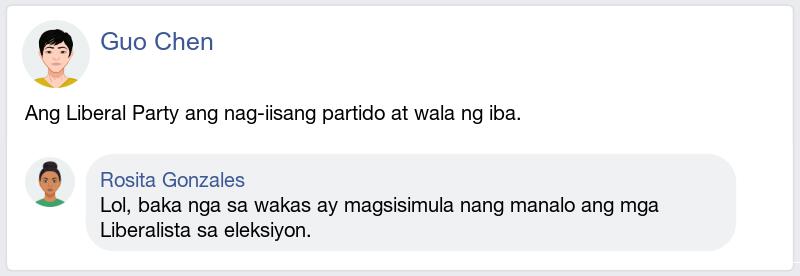 Guo Chen
Ang Liberal Party ang nag-iisang partido at wala ng iba.
Rosita Gonzales
Lol, baka nga sa wakas ay magsisimula nang manalo ang mga
Liberalista sa eleksiyon.